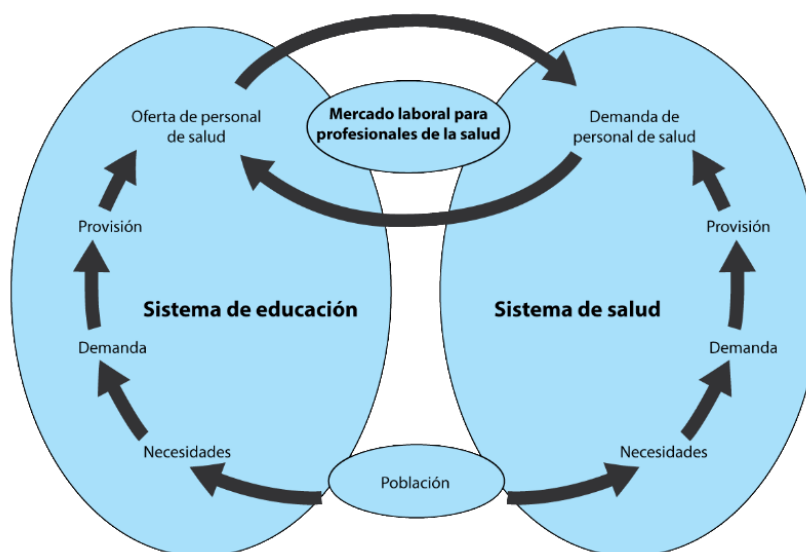 Oferta de personal
de salud
Mercado laboral para
profesionales de la salud
Demanda de
personal de salud
Provisión
Provisión
Sistema de educación
Sistema de salud
Demanda
Demanda
Necesidades
Necesidades
Población